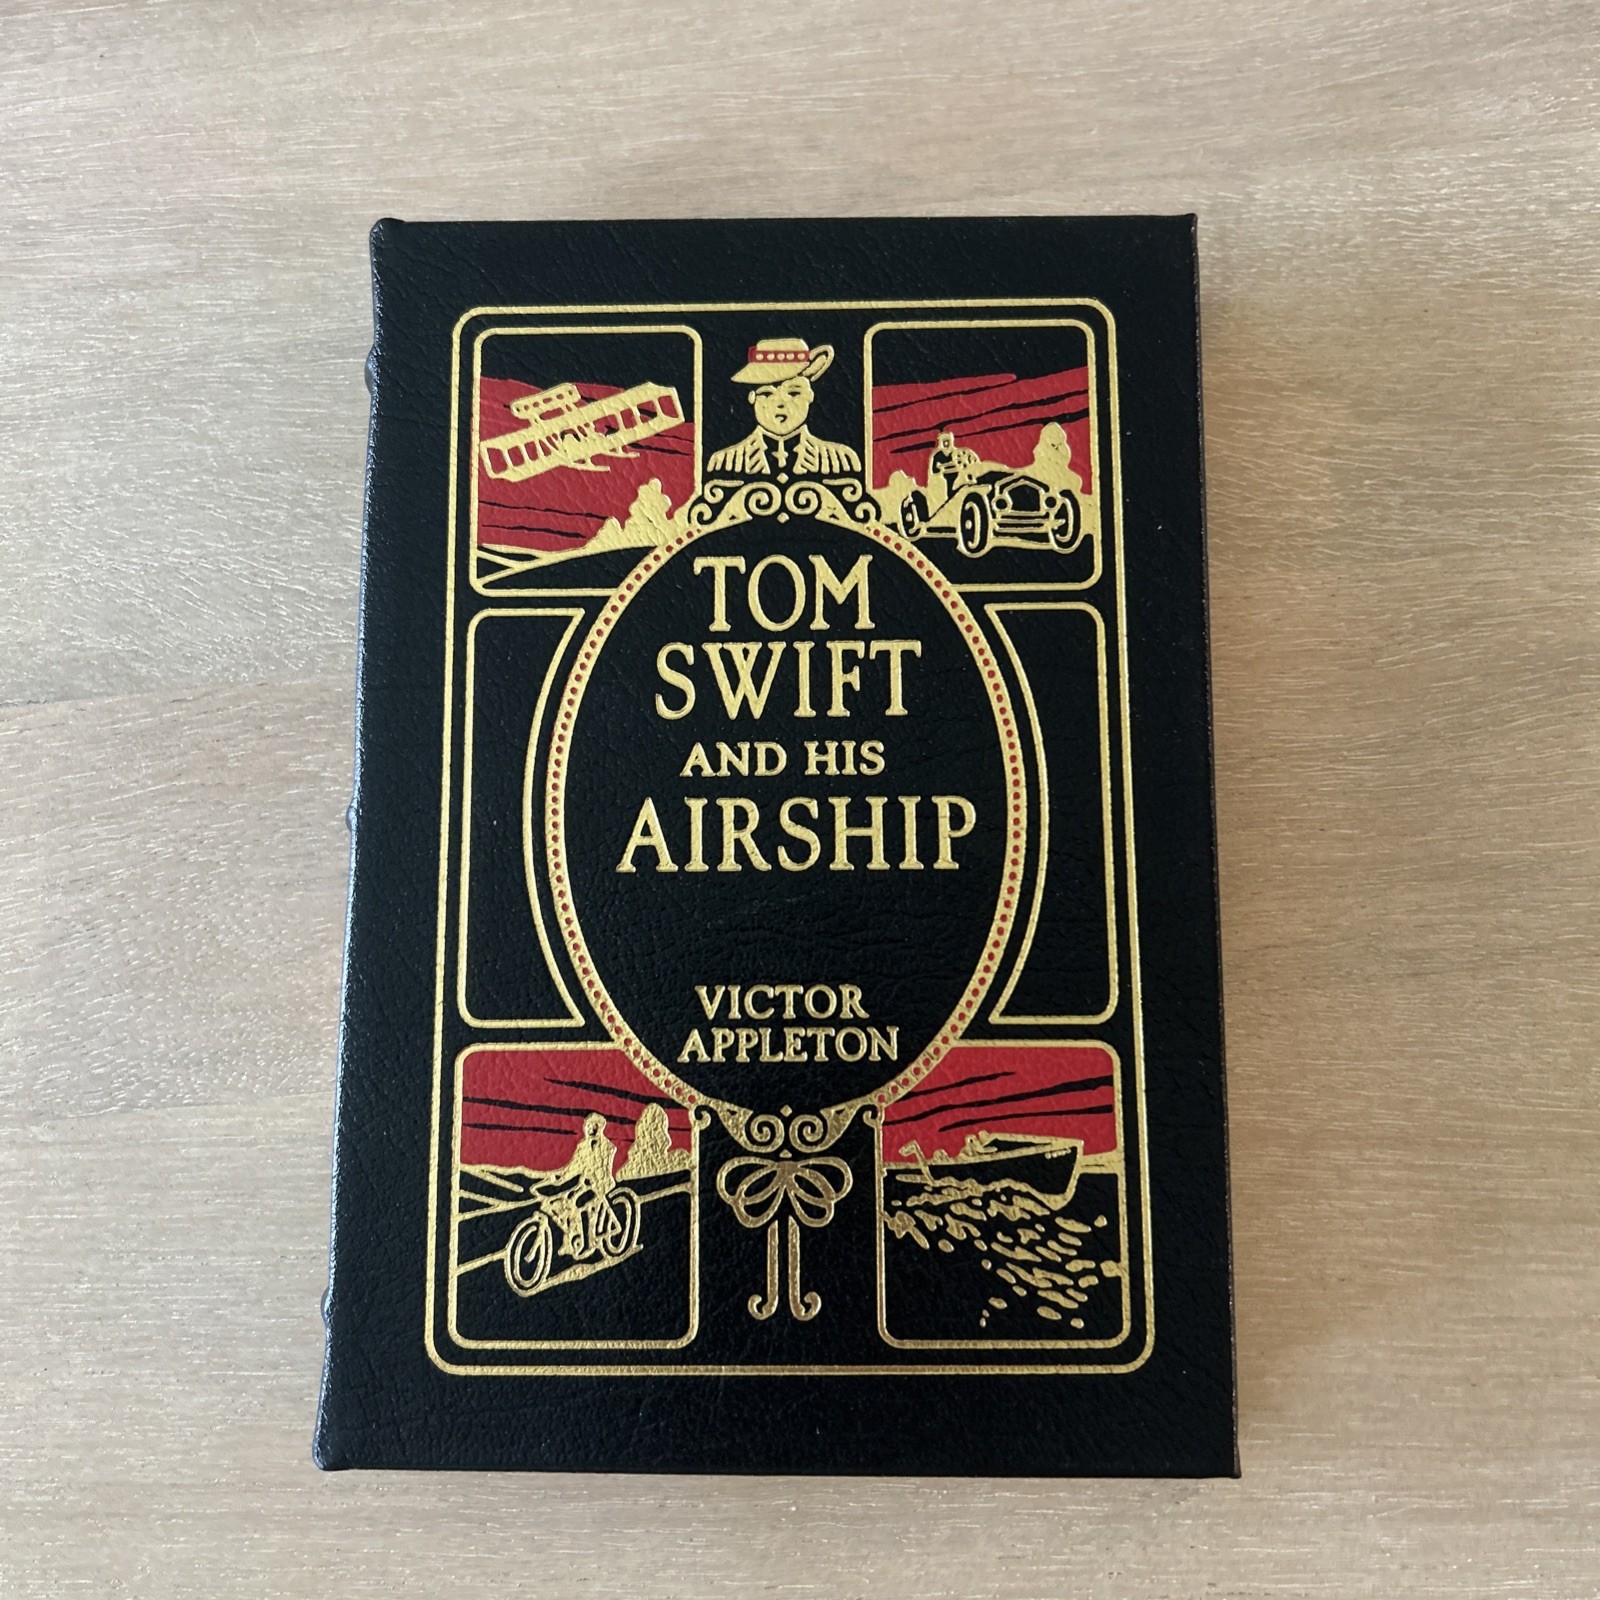 TOM
SWIFT
AND HIS
AIRSHIP
VICTOR
APPLETON